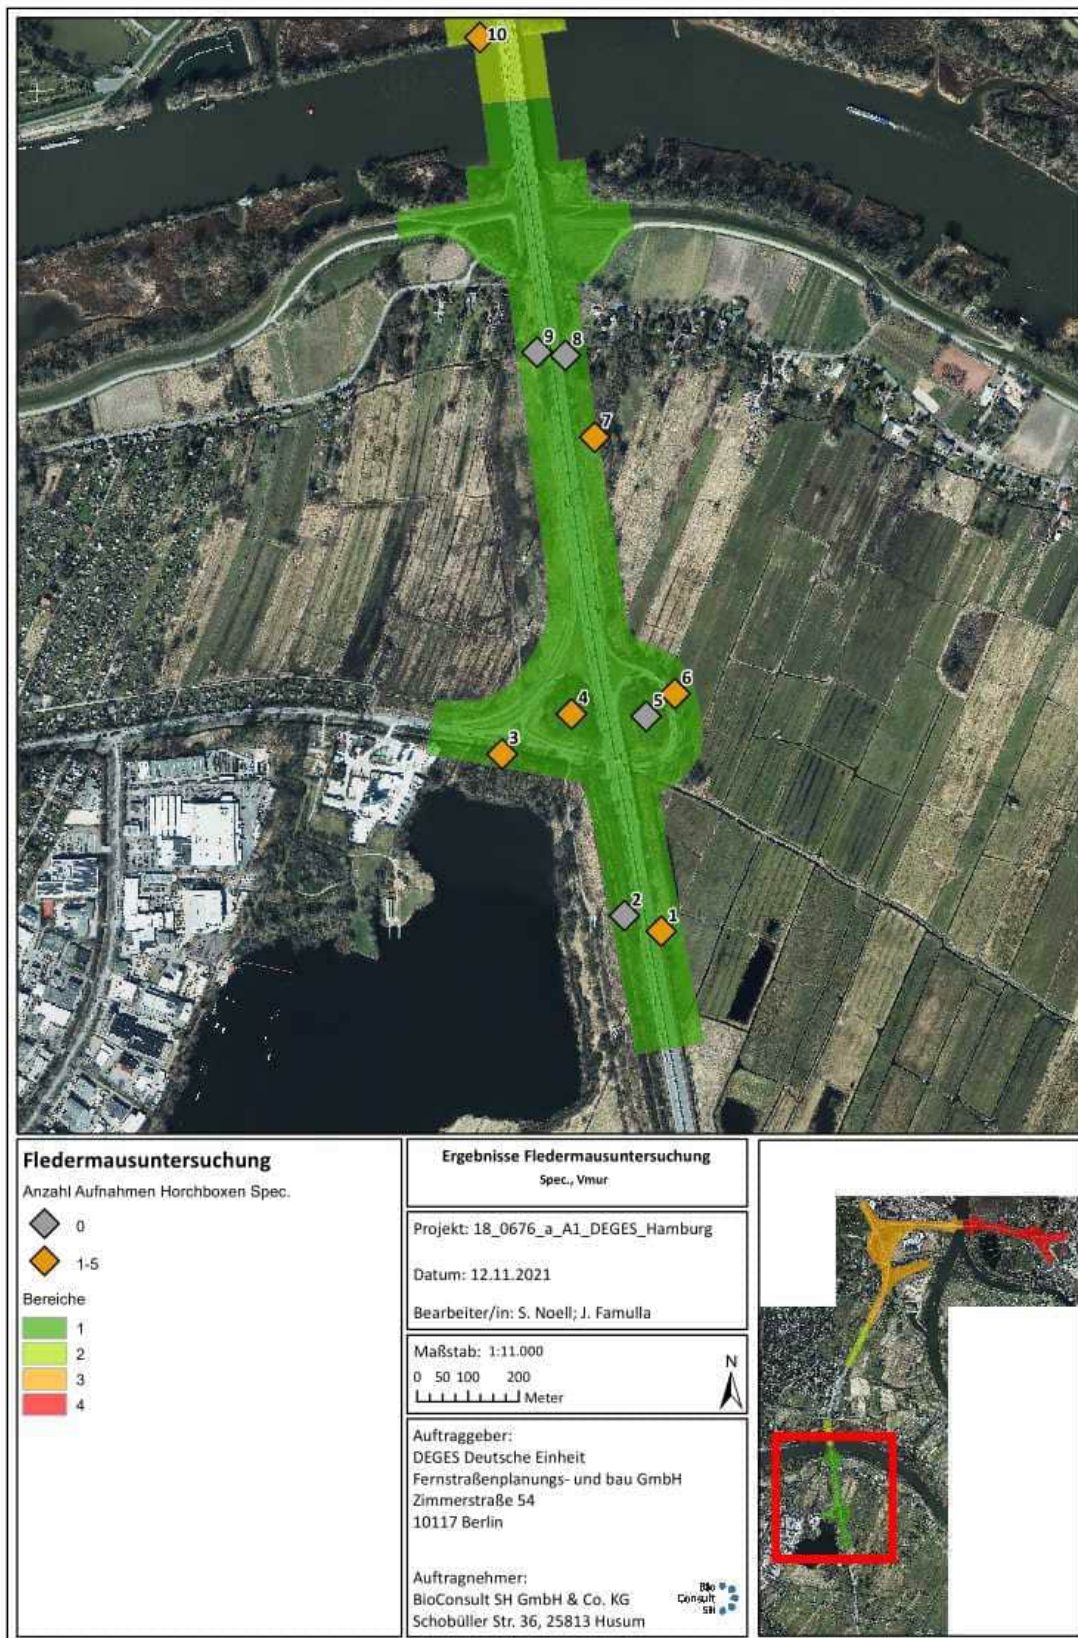 10
9
8
7
6
5
4
3
2
1
Fledermausuntersuchung
Anzahl Aufnahmen Horchboxen Spec.
0
1-5
Bereiche
1
2
3
4
Ergebnisse Fledermausuntersuchung
Spec., Vmur
Projekt: 18_0676_a_A1_DEGES_Hamburg
Datum: 12.11.2021
Bearbeiter/in: S. Noell; J. Famulla
Maßstab: 1:11.000
0 50 100 200
Meter
N
Auftraggeber:
DEGES Deutsche Einheit
Fernstraßenplanungs- und bau GmbH
Zimmerstraße 54
10117 Berlin
Auftragnehmer:
BioConsult SH GmbH & Co. KG
Schobüller Str. 36, 25813 Husum
Bio
Consult
SH